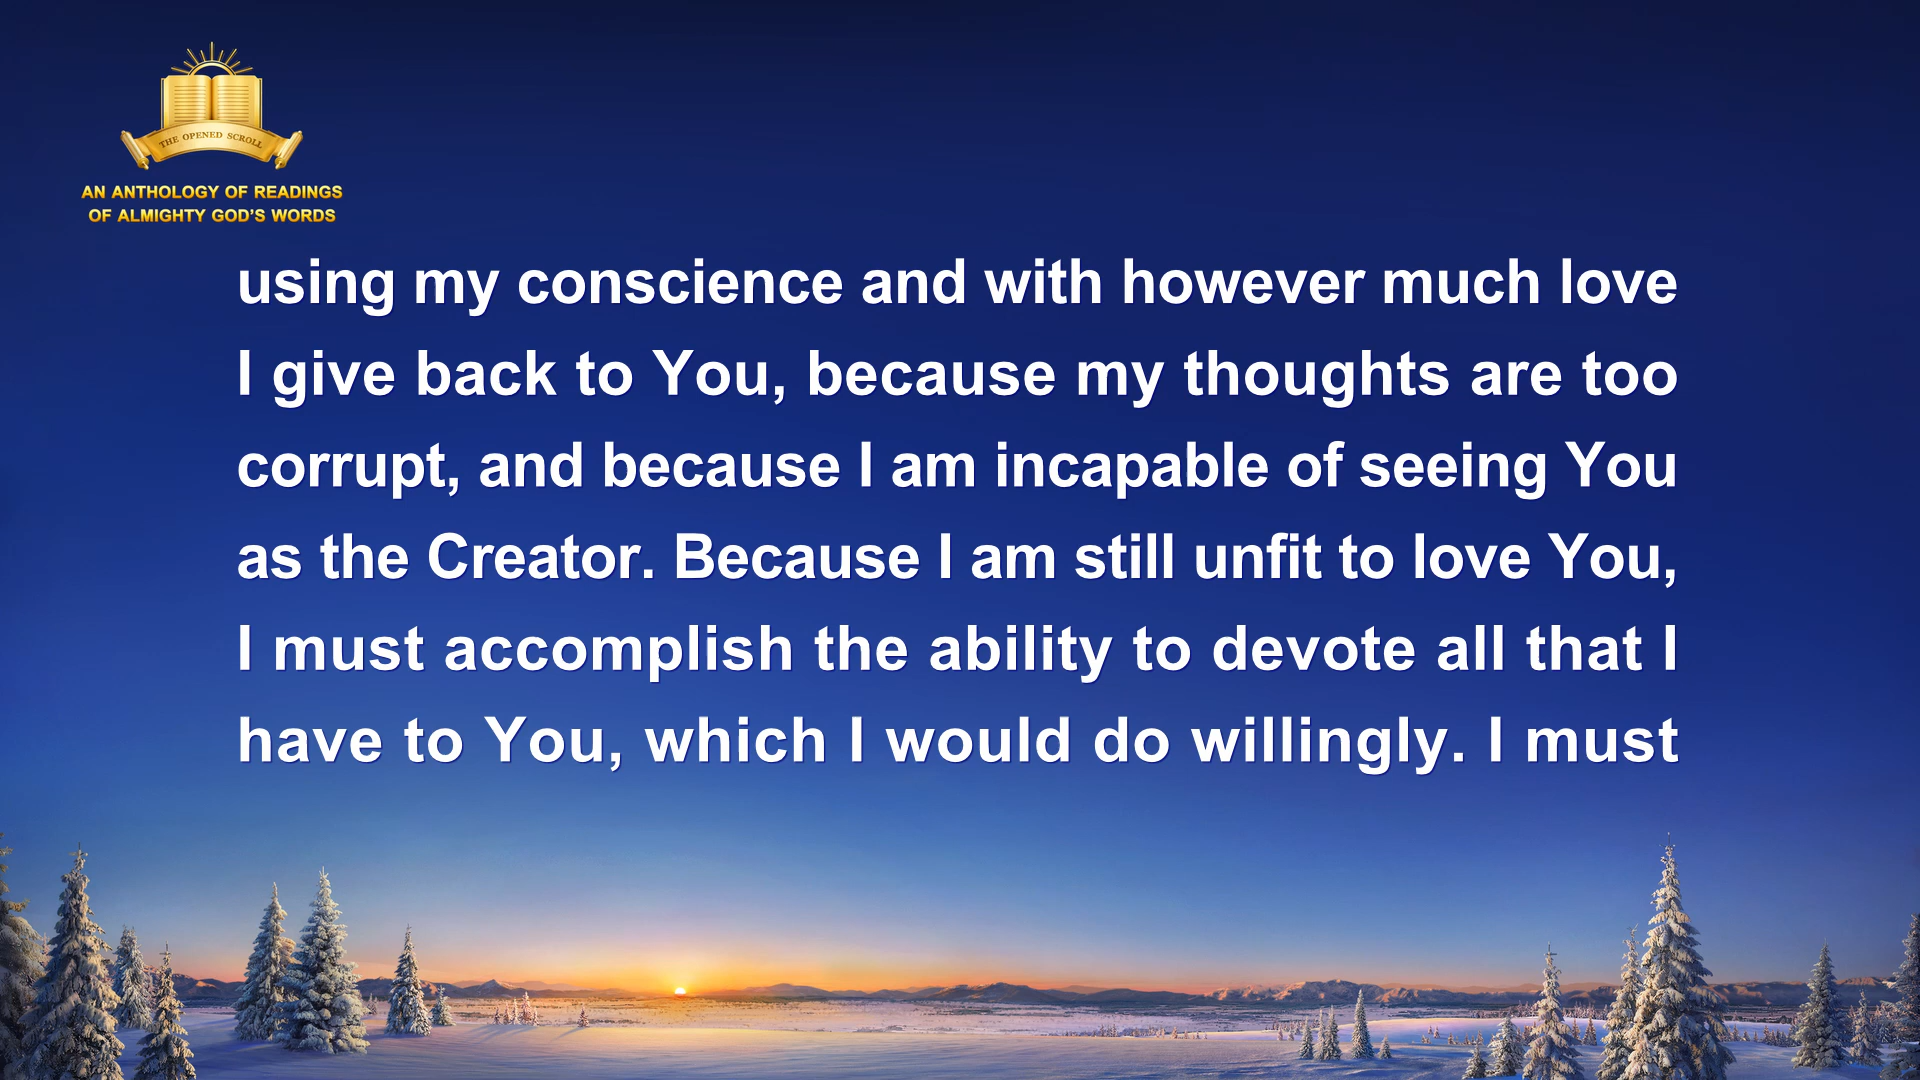 THE OPENED SCROLL
AN ANTHOLOGY OF READINGS
OF ALMIGHTY GOD'S WORDS
using my conscience and with however much love
I give back to You, because my thoughts are too
corrupt, and because I am incapable of seeing You
as the Creator. Because I am still unfit to love You,
I must accomplish the ability to devote all that I
have to You, which I would do willingly. I must